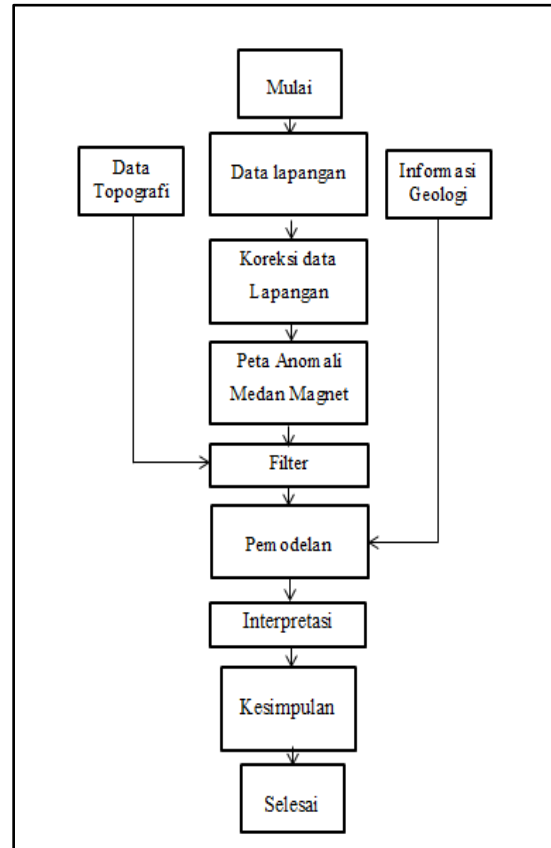 Mulai
Data
Topografi
Data lapangan
Informasi
Geologi
Koreksi data
Lapangan
Peta Anomali
Medan Magnet
Filter
Pemodelan
Interpretasi
Kesimpulan
Selesai